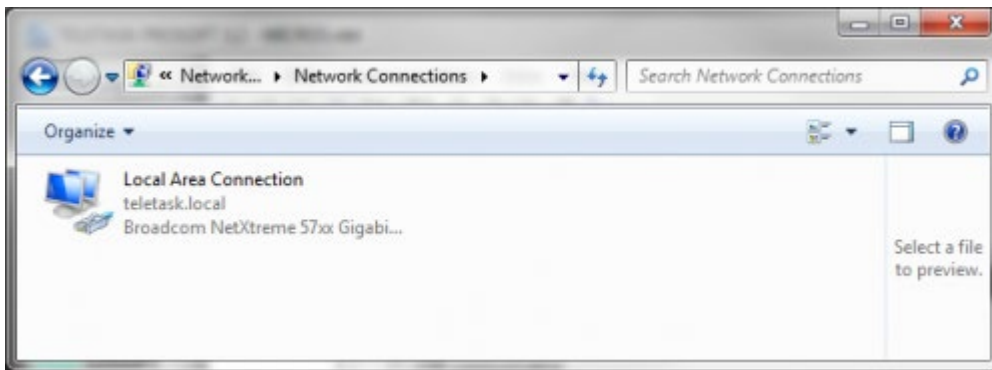 « Network... Network Connections
Search Network Connections
Organize
Local Area Connection
teletask.local
Broadcom NetXtreme 57xx Gigabi...
Select a file
to preview.